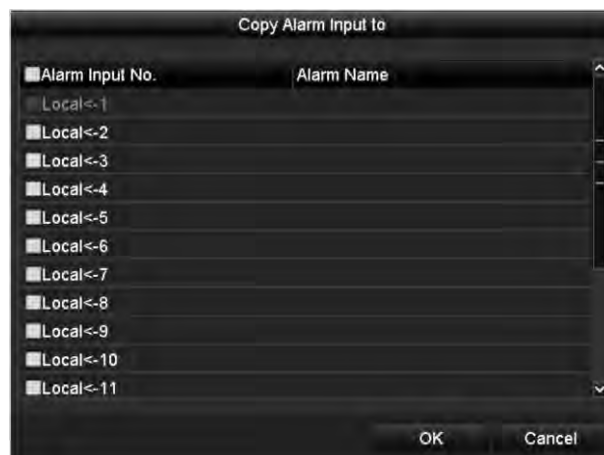 Copy Alarm Input to
Alarm Input No. Alarm Name
Local<-1
Local<-2
Local<-3
Local<-4
Local<-5
Local<-6
Local<-7
Local<-8
Local<-9
Local<-10
Local<-11
OK Cancel